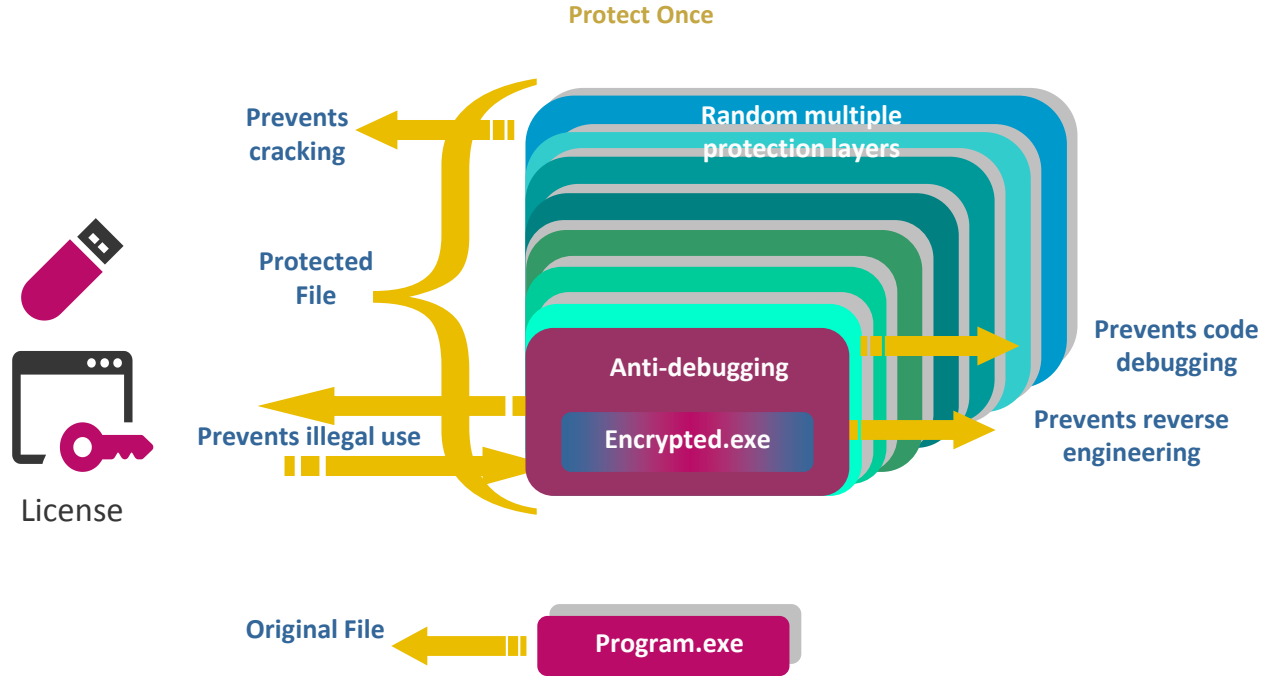 Protect Once
Prevents
cracking
Random multiple
protection layers
Protected
File
Prevents code
debugging
Anti-debugging
Prevents illegal use
Encrypted.exe
Prevents reverse
engineering
License
Original File
Program.exe